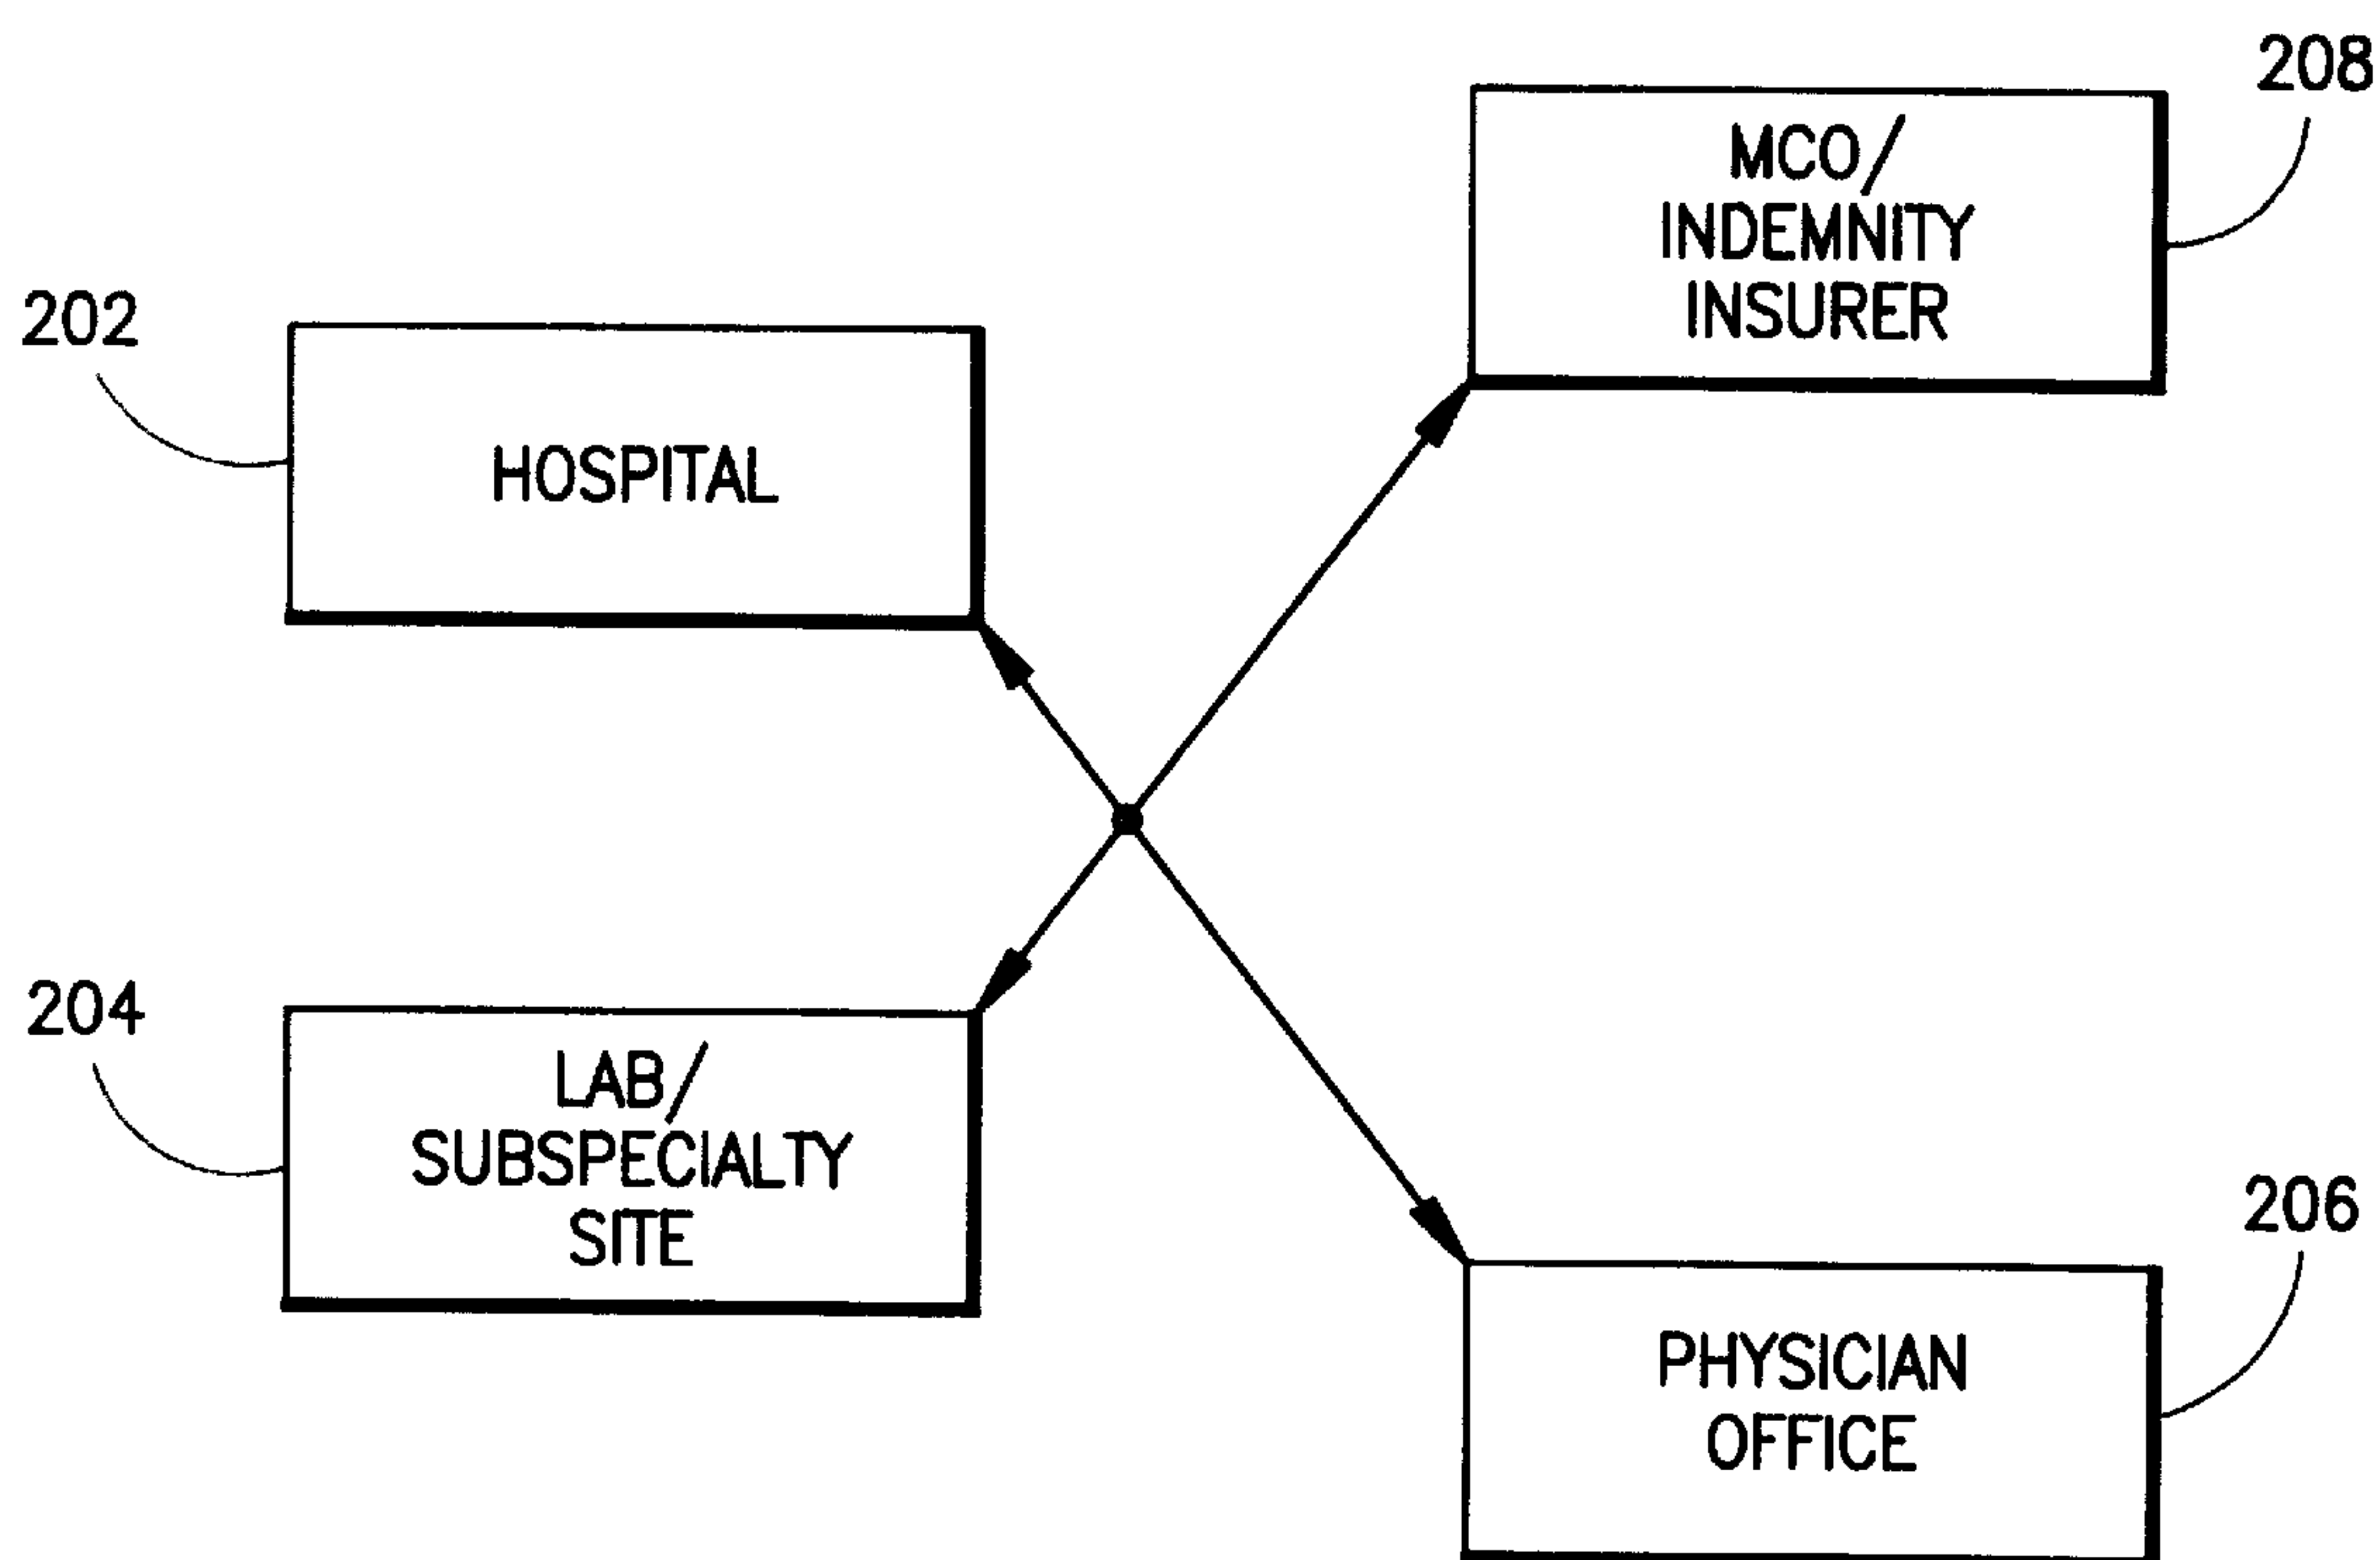 208
MCO/
INDEMNITY
INSURER
202
HOSPITAL
204
LAB/
SUBSPECIALTY
SITE
206
PHYSICIAN
OFFICE